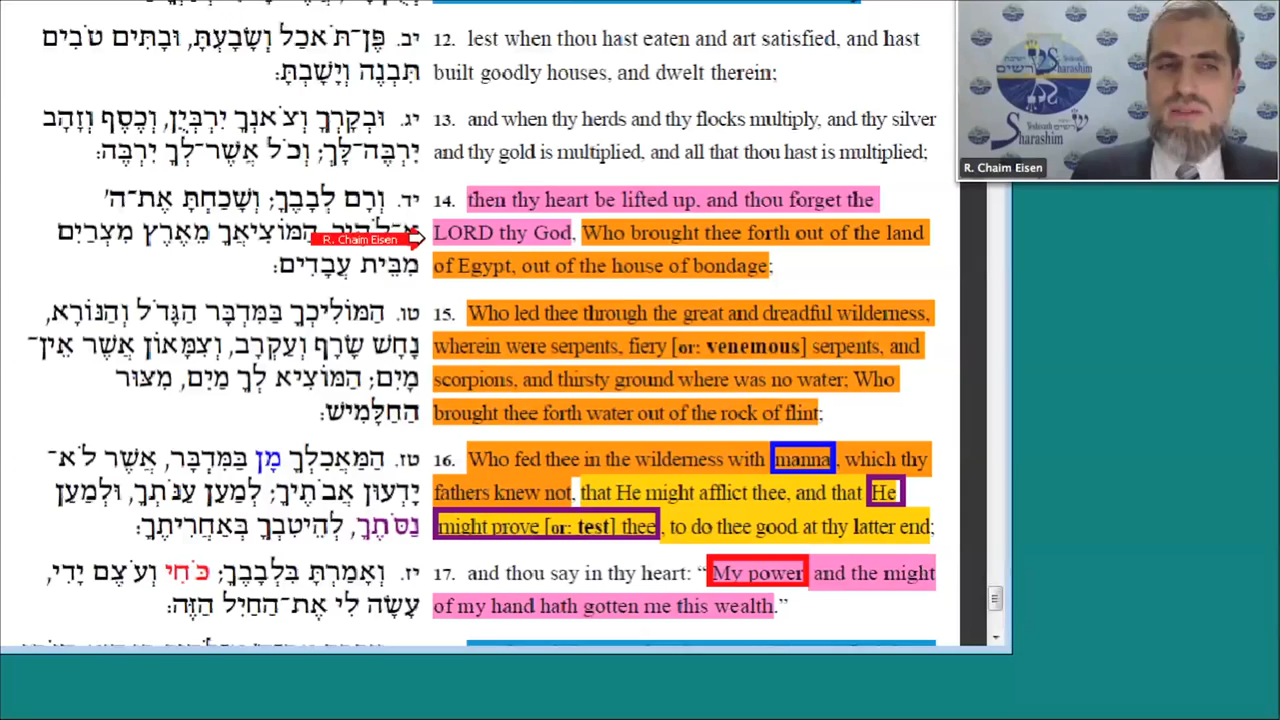 יב. פֶּן־תֹּאכַל וְשָׂבָעְתָּ, וּבָתִּים טֹבִים
תִּבְנֶה וְיָשָׁבְתָּ:
12. lest when thou hast eaten and art satisfied, and hast
built goodly houses, and dwelt therein;
יג. וּבְקָרְךָ וְצֹאנְךָ יִרְבְּיֻן, וְכֶסֶף וְזָהָב
יִרְבֶּה־לָּךְ; וְכֹל אֲשֶׁר־לְךָ יִרְבֶּה:
13. and when thy herds and thy flocks multiply, and thy silver
and thy gold is multiplied, and all that thou hast is multiplied;
יד. וְרָם לְבָבֶךָ; וְשָׁכַחְתָּ אֶת־ה'
הַמּוֹצִיאֲךָ מֵאֶרֶץ מִצְרַיִם
מִבֵּית עֲבָדִים:
14. then thy heart be lifted up, and thou forget the
LORD thy God, Who brought thee forth out of the land
of Egypt, out of the house of bondage;
R. Chaim Eisen
טו. הַמּוֹלִיכְךָ בַּמִּדְבָּר הַגָּדֹל וְהַנּוֹרָא,
נָחָשׁ שָׂרָף וְעַקְרָב, וְצִמָּאוֹן אֲשֶׁר אֵין־
מָיִם; הַמּוֹצִיא לְךָ מַיִם, מִצּוּר
הַחַלָּמִישׁ:
15. Who led thee through the great and dreadful wilderness,
wherein were serpents, fiery [or: venemous] serpents, and
scorpions, and thirsty ground where was no water; Who
brought thee forth water out of the rock of flint;
טז. הַמַּאֲכִלְךָ מָן בַּמִּדְבָּר, אֲשֶׁר לֹא־
יָדְעוּן אֲבֹתֶיךָ; לְמַעַן עַנֹּתְךָ, וּלְמַעַן
נַסֹּתֶךָ, לְהֵיטִבְךָ בְּאַחֲרִיתֶךָ:
16. Who fed thee in the wilderness with manna, which thy
fathers knew not, that He might afflict thee, and that He
might prove [or: test] thee, to do thee good at thy latter end;
יז. וְאָמַרְתָּ בִּלְבָבֶךָ; כֹּחִי וְעֹצֶם יָדִי,
עָשָׂה לִי אֶת־הַחַיִל הַזֶּה:
17. and thou say in thy heart: “My power and the might
of my hand hath gotten me this wealth.”
Yeshivat
Sharashim
R. Chaim Eisen